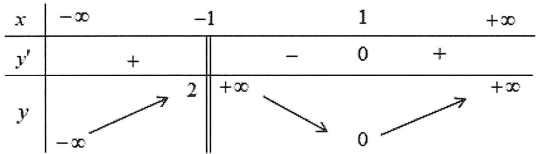 x −∞ −1 1 +∞
y' + − 0 +
2 +∞ +∞
y
−∞ 0